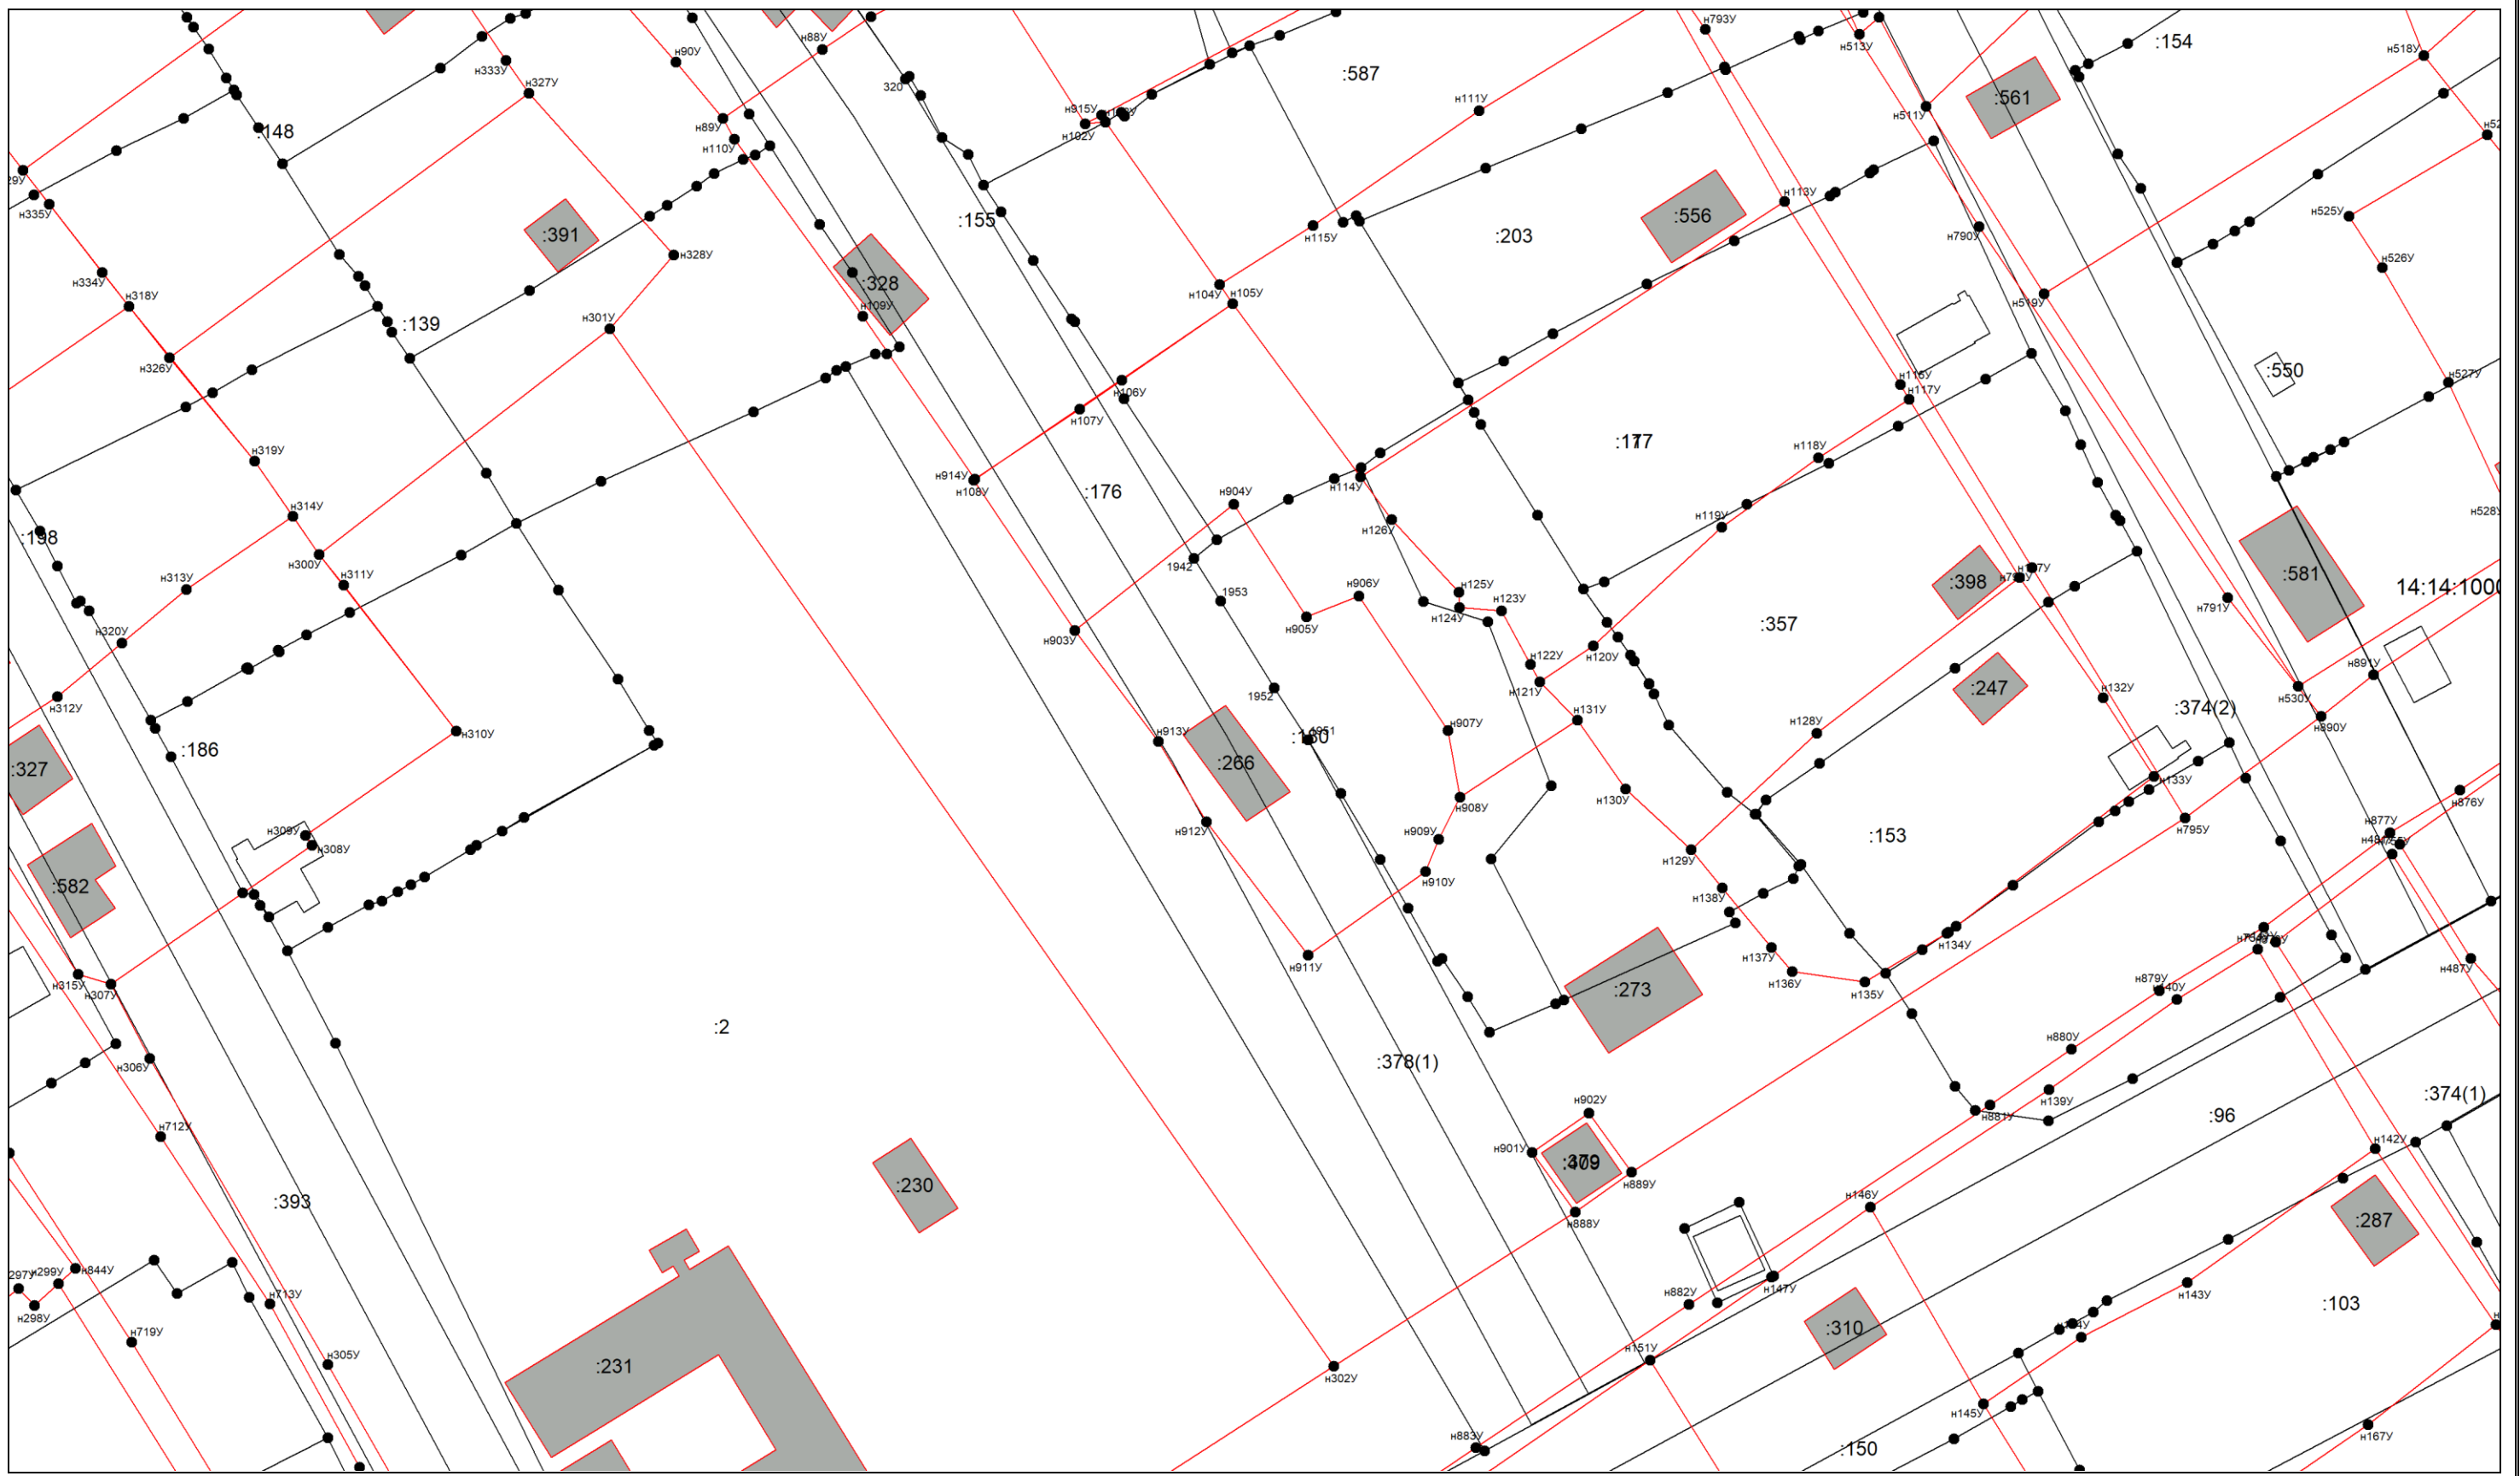 н793У
н88У
н513У
:154
н518У
н90У
н333У
:587
н327У
320
н915У
н111У
:561
н511У
н89У
н102У
:148
н110У
н335У
н113У
:155
:556
н525У
:391
н115У
:203
н790У
н328У
н334У
:328
н526У
н318У
н104У
н105У
н519У
н109У
:139
н301У
н326У
:550
н527У
н116У
н117У
н106У
н107У
:177
н118У
н319У
н914У
н108У
:176
н904У
н114У
н314У
н119У
н528У
н126У
:198
н300У
1942
н311У
н313У
:398
:581
14:14:1000
н906У
н125У
1953
н123У
н791У
н905У
н124У
:357
н320У
н903У
н120У
н122У
н891У
н121У
:247
н132У
н530У
1952
н312У
:374(2)
н131У
н128У
н890У
н913У
н907У
н310У
1951
:186
:266
:327
н133У
н130У
н908У
н876У
н309У
н912У
н877У
н795У
н909У
:153
н308У
н129У
:582
н910У
н138У
н134У
н137У
н911У
н487У
н315У
н307У
н136У
н135У
н879У
:273
:2
н880У
:378(1)
н306У
:374(1)
н902У
н139У
н881У
:96
н712У
н901У
н142У
:230
н889У
:393
н146У
н888У
:287
н299У
н844У
н298У
н713У
н882У
н147У
н143У
:103
н719У
:310
н151У
н305У
:231
н302У
н145У
н883У
:150
н167У